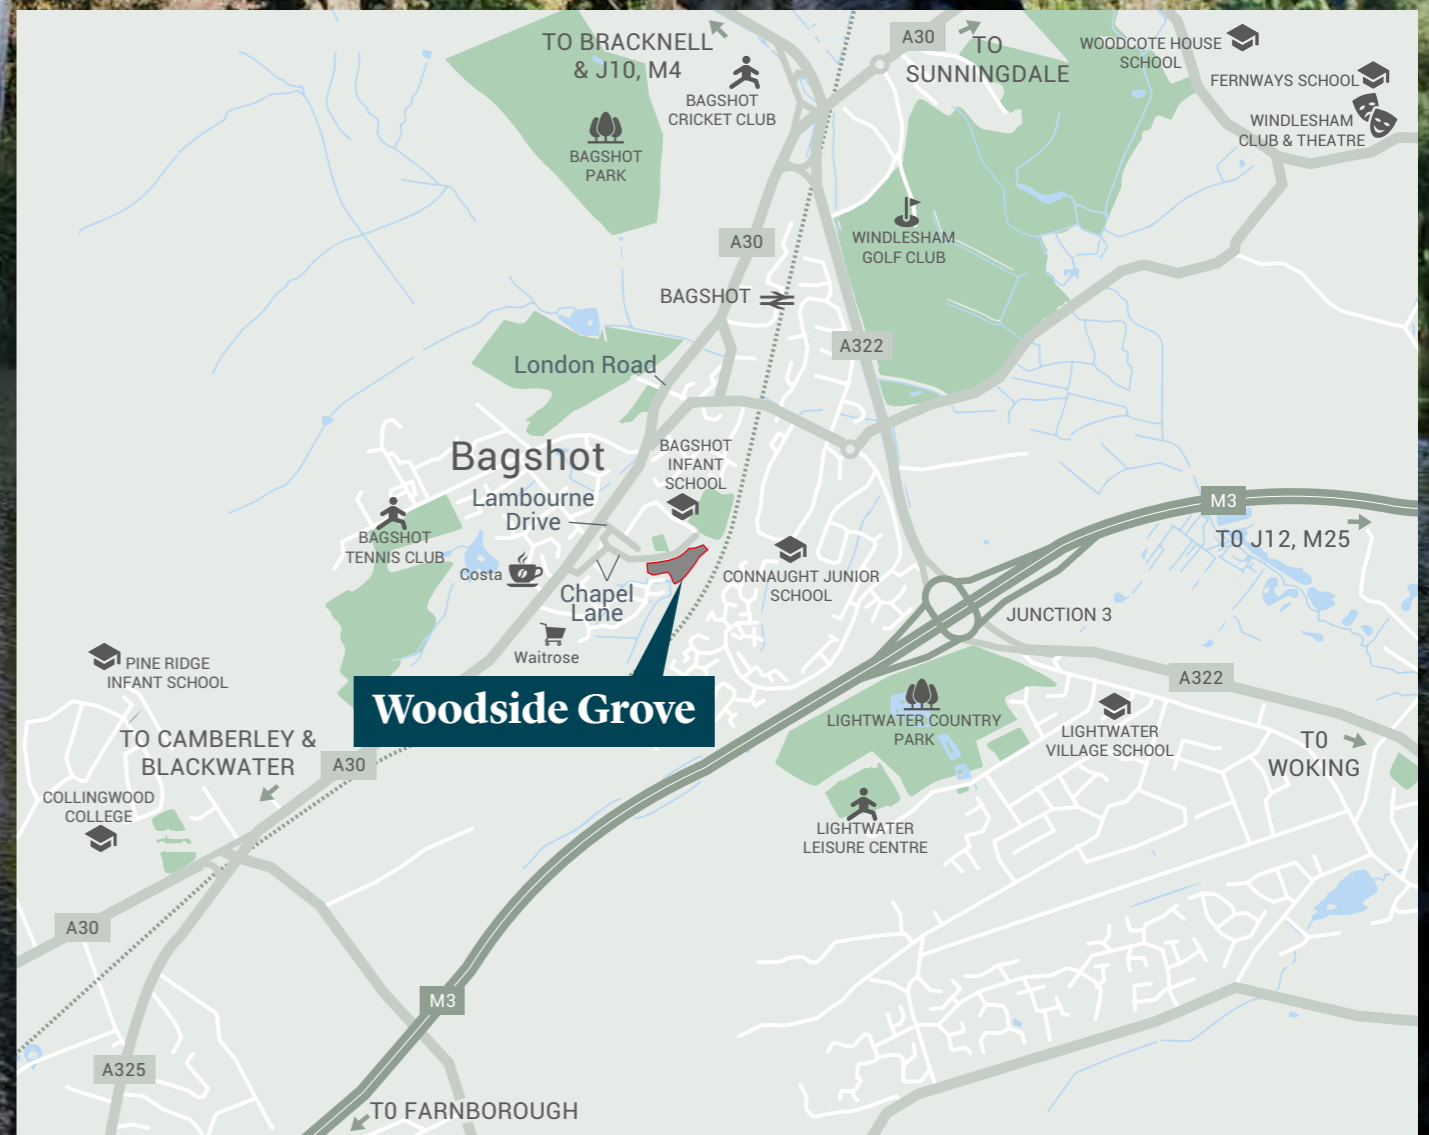 TO BRACKNELL
& J10, M4
A30
TO
SUNNINGDALE
WOODCOTE HOUSE
SCHOOL
FERNWAYS SCHOOL
WINDLESHAM
CLUB & THEATRE
BAGSHOT
CRICKET CLUB
BAGSHOT
PARK
A30
WINDLESHAM
GOLF CLUB
BAGSHOT
A322
London Road
Bagshot
BAGSHOT
INFANT
SCHOOL
Lambourne
Drive
BAGSHOT
TENNIS CLUB
Costa
Chapel
Lane
CONNAUGHT JUNIOR
SCHOOL
M3
T0 J12, M25
JUNCTION 3
Waitrose
PINE RIDGE
INFANT SCHOOL
Woodside Grove
A322
LIGHTWATER COUNTRY
PARK
LIGHTWATER
VILLAGE SCHOOL
T0
WOKING
TO CAMBERLEY &
BLACKWATER
A30
COLLINGWOOD
COLLEGE
LIGHTWATER
LEISURE CENTRE
A30
M3
A325
T0 FARNBOROUGH